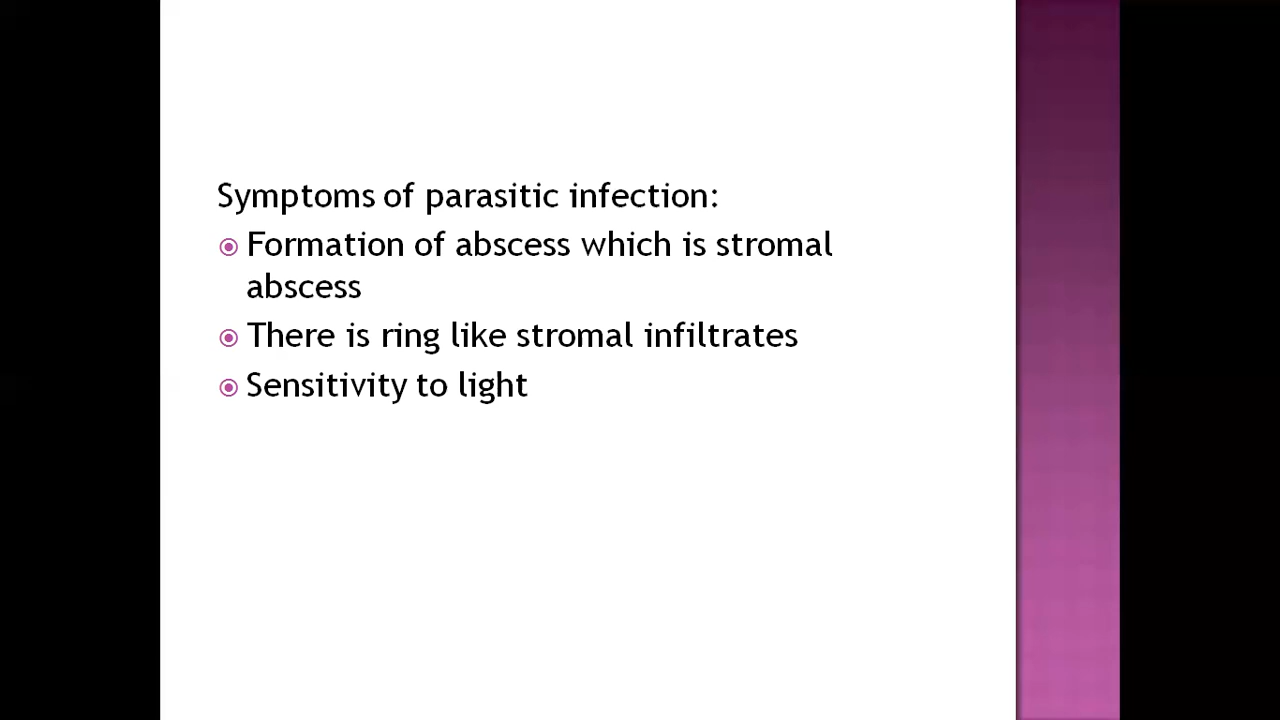 Symptoms of parasitic infection:
Formation of abscess which is stromal
abscess
There is ring like stromal infiltrates
Sensitivity to light